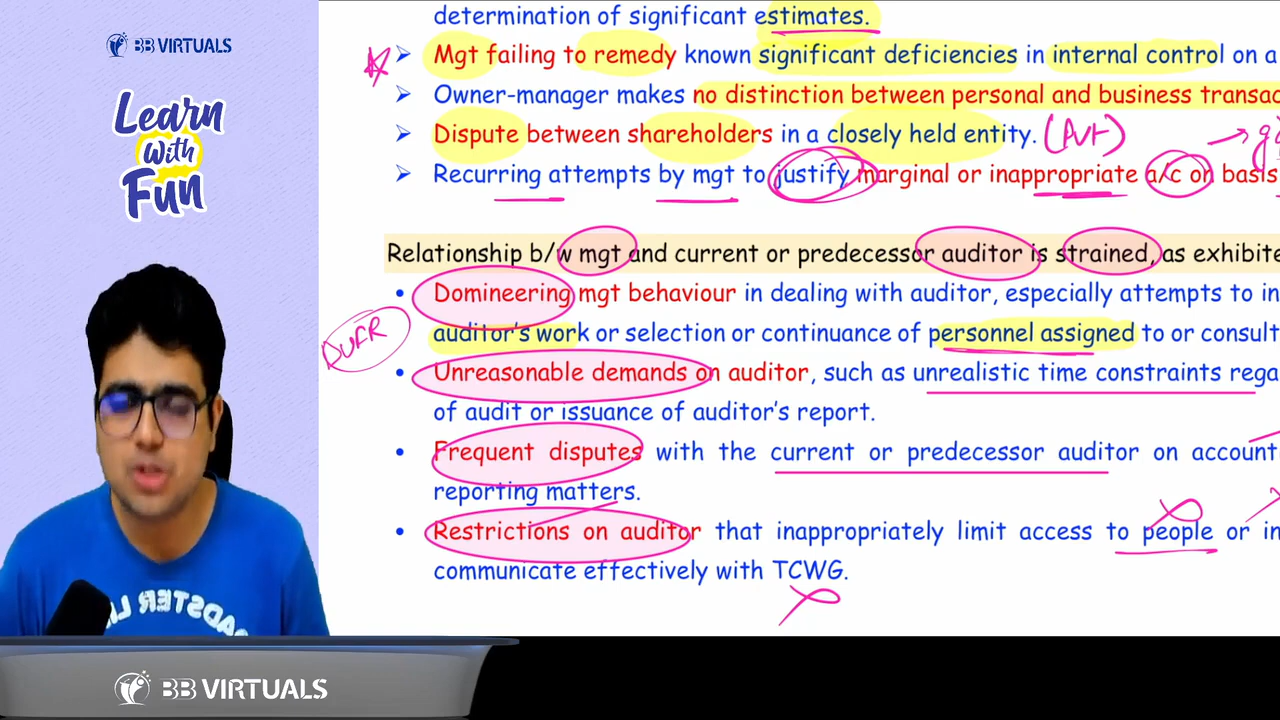 BB VIRTUALS
Learn
With
Fun
determination of significant estimates.
➤ Mgt failing to remedy known significant deficiencies in internal control on a
➤ Owner-manager makes no distinction between personal and business transac
➤ Dispute between shareholders in a closely held entity. (Pvt)
➤ Recurring attempts by mgt to justify marginal or inappropriate a/c on basis
Relationship b/w mgt and current or predecessor auditor is strained, as exhibite
• Domineering mgt behaviour in dealing with auditor, especially attempts to in
auditor's work or selection or continuance of personnel assigned to or consult
DUFR
• Unreasonable demands on auditor, such as unrealistic time constraints rega
of audit or issuance of auditor's report.
• Frequent disputes with the current or predecessor auditor on account
reporting matters.
• Restrictions on auditor that inappropriately limit access to people or in
communicate effectively with TCWG.
BB VIRTUALS